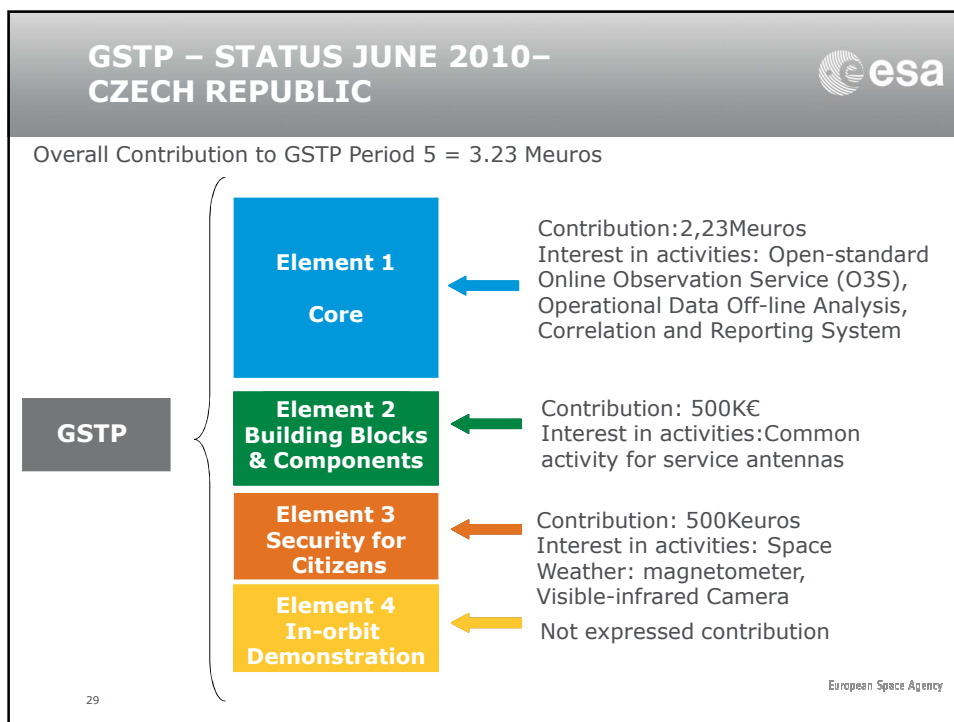 GSTP – STATUS JUNE 2010–
CZECH REPUBLIC
esa
Overall Contribution to GSTP Period 5 = 3.23 Meuros
GSTP
Element 1
Core
Contribution:2,23Meuros
Interest in activities: Open-standard
Online Observation Service (O3S),
Operational Data Off-line Analysis,
Correlation and Reporting System
Element 2
Building Blocks
& Components
Contribution: 500K€
Interest in activities:Common
activity for service antennas
Element 3
Security for
Citizens
Contribution: 500Keuros
Interest in activities: Space
Weather: magnetometer,
Visible-infrared Camera
Element 4
In-orbit
Demonstration
Not expressed contribution
29
European Space Agency